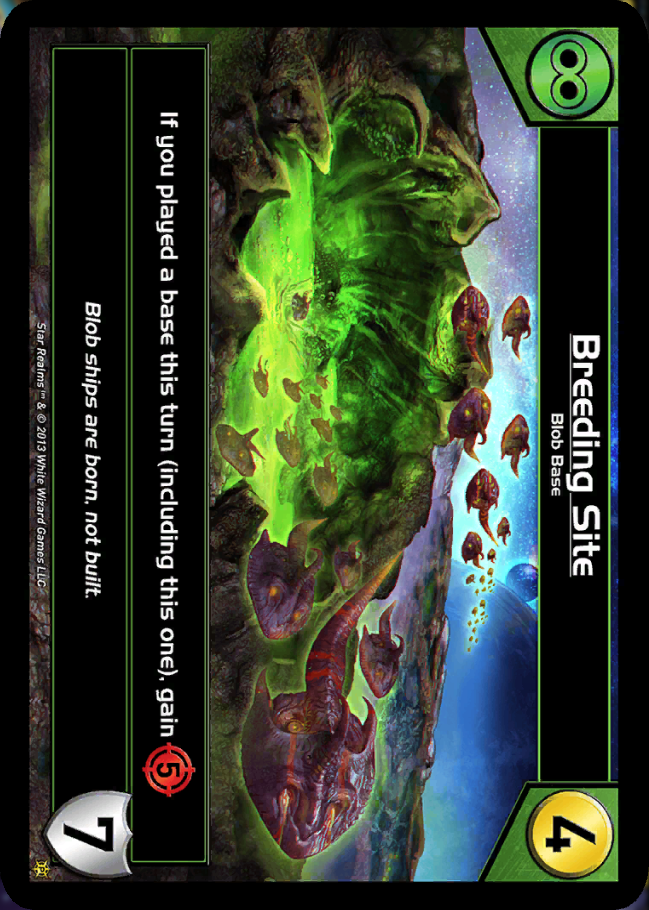 Breeding Site
Blob Base
4
If you played a base this turn (including this one), gain 5
Blob ships are born, not built.
7
Star Realms™ & © 2013 White Wizard Games LLC